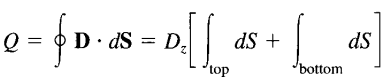 Q = ∮ D · dS = D_z [ ∫_top dS + ∫_bottom dS ]